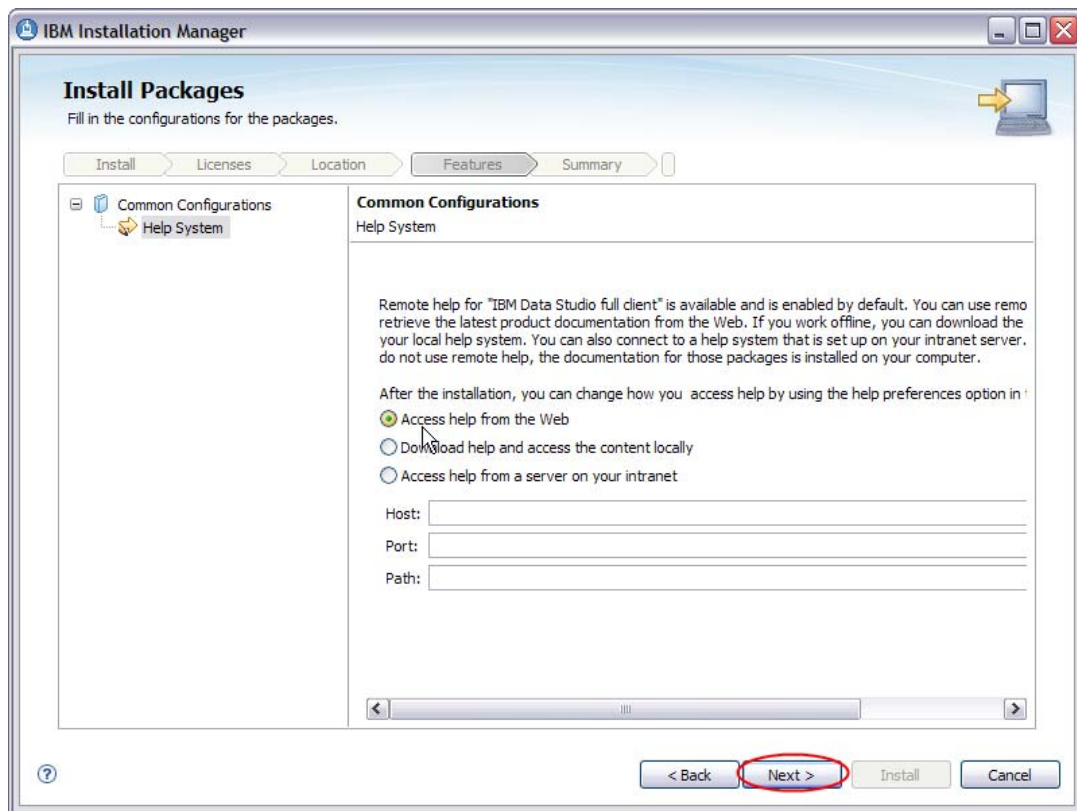 IBM Installation Manager
Install Packages
Fill in the configurations for the packages.
Install Licenses Location Features Summary
Common Configurations
Help System
Common Configurations
Help System
Remote help for "IBM Data Studio full client" is available and is enabled by default. You can use remo
retrieve the latest product documentation from the Web. If you work offline, you can download the
your local help system. You can also connect to a help system that is set up on your intranet server.
do not use remote help, the documentation for those packages is installed on your computer.
After the installation, you can change how you access help by using the help preferences option in
Access help from the Web
Download help and access the content locally
Access help from a server on your intranet
Host:
Port:
Path:
< Back Next > Install Cancel